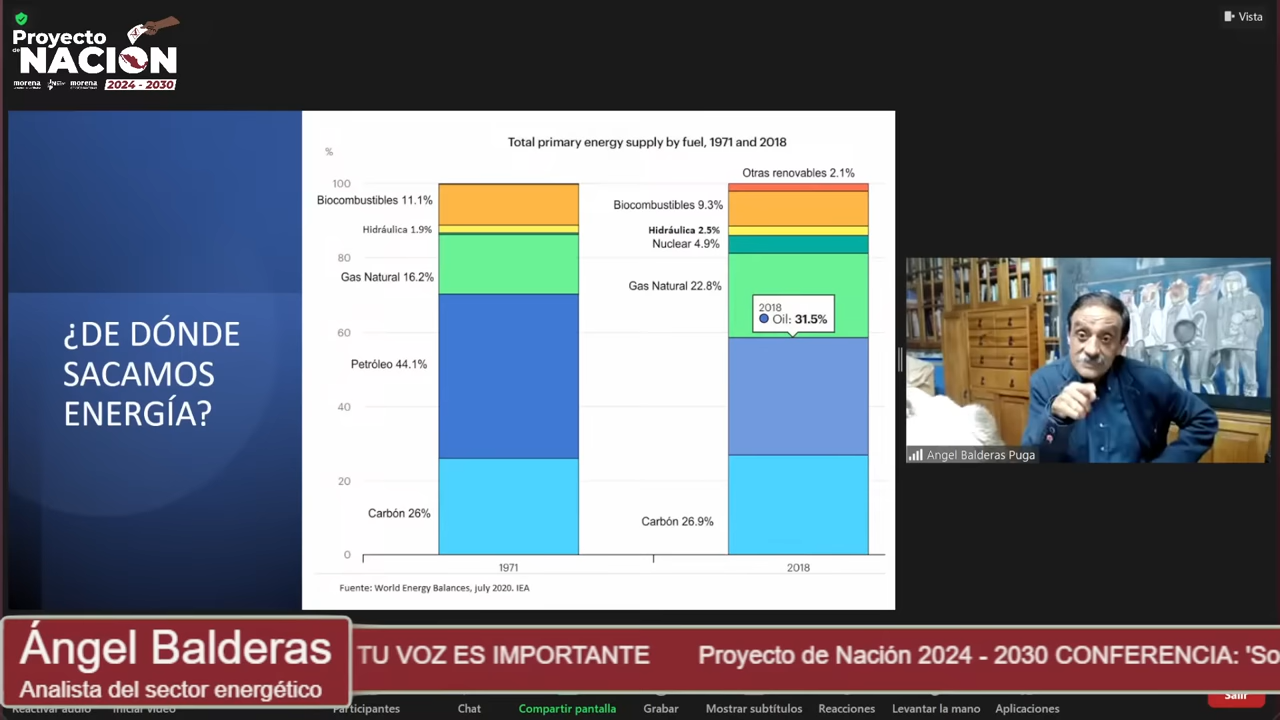 Proyecto
de
NACIÓN
morena
morena
2024 - 2030
Vista
¿DE DÓNDE
SACAMOS
ENERGÍA?
Total primary energy supply by fuel, 1971 and 2018
%
100
80
60
40
20
0
Biocombustibles 11.1%
Hidráulica 1.9%
Gas Natural 16.2%
Petróleo 44.1%
Carbón 26%
1971
Otras renovables 2.1%
Biocombustibles 9.3%
Hidráulica 2.5%
Nuclear 4.9%
Gas Natural 22.8%
2018
Oil: 31.5%
Carbón 26.9%
2018
Fuente: World Energy Balances, july 2020. IEA
Angel Balderas Puga
Ángel Balderas
Analista del sector energético
TU VOZ ES IMPORTANTE Proyecto de Nación 2024 - 2030 CONFERENCIA: 'So
Reactivar audio Iniciar video Participantes Chat Compartir pantalla Grabar Mostrar subtítulos Reacciones Levantar la mano Aplicaciones Salir